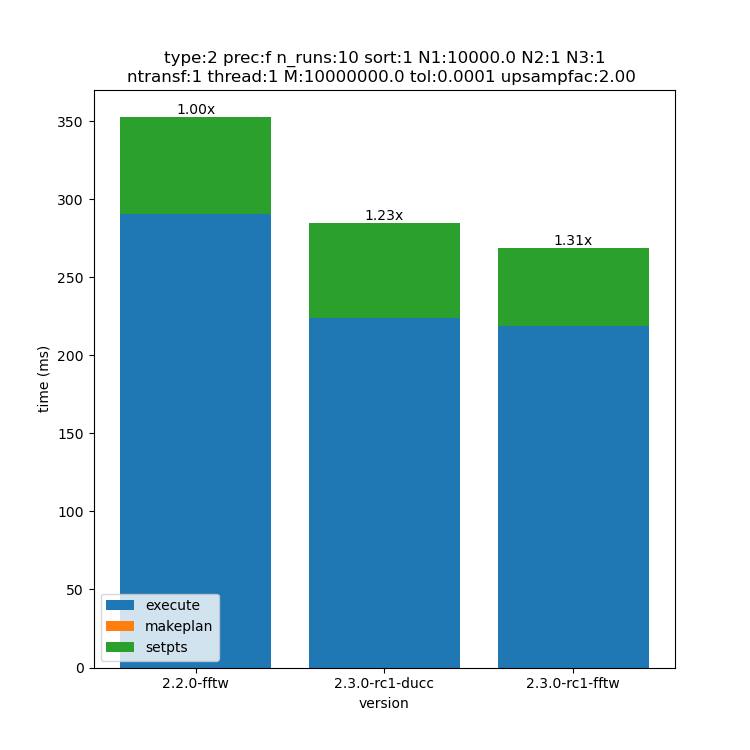 type:2 prec:f n_runs:10 sort:1 N1:10000.0 N2:1 N3:1
ntransf:1 thread:1 M:10000000.0 tol:0.0001 upsampfac:2.00
1.00x
1.23x
1.31x
350
300
250
200
150
100
50
0
time (ms)
execute
makeplan
setpts
2.2.0-fftw
2.3.0-rc1-ducc
2.3.0-rc1-fftw
version